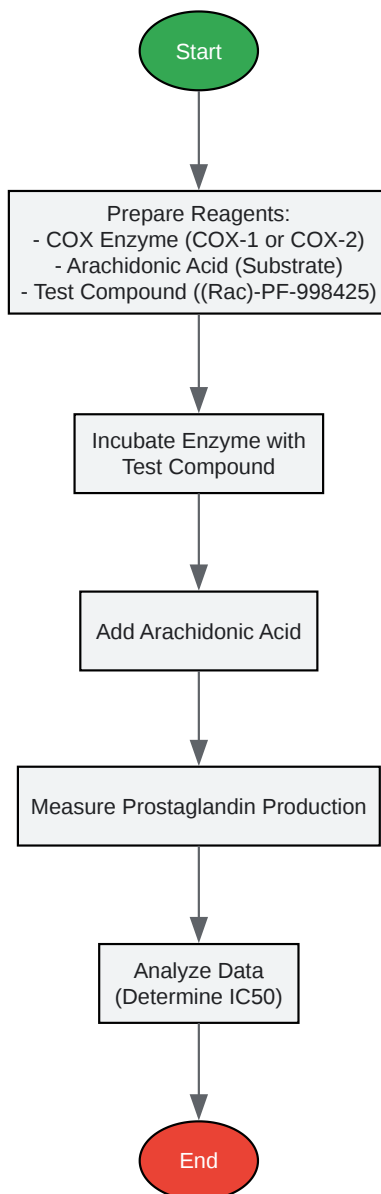 Start
Prepare Reagents:
- COX Enzyme (COX-1 or COX-2)
- Arachidonic Acid (Substrate)
- Test Compound ((Rac)-PF-998425)
Incubate Enzyme with
Test Compound
Add Arachidonic Acid
Measure Prostaglandin Production
Analyze Data
(Determine IC50)
End